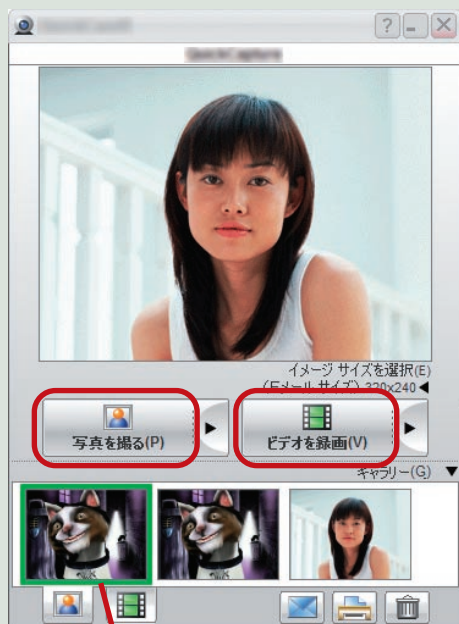 イメージ サイズを選択(E)
(Eメール サイズ) 320x240
写真を撮る(P)
ビデオを録画(V)
ギャラリー(G)